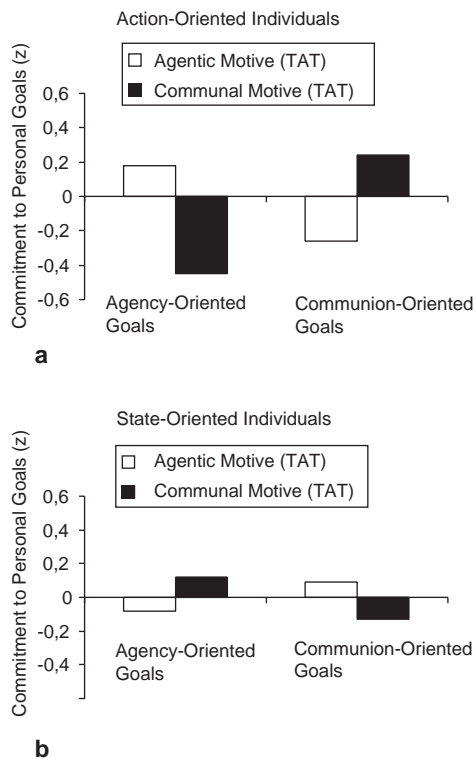 Action-Oriented Individuals
Agentic Motive (TAT)
Communal Motive (TAT)
Commitment to Personal Goals (z)
0,6
0,4
0,2
0
-0,2
-0,4
-0,6
Agency-Oriented
Goals
Communion-Oriented
Goals
a
State-Oriented Individuals
Agentic Motive (TAT)
Communal Motive (TAT)
Commitment to Personal Goals (z)
0,6
0,4
0,2
0
-0,2
-0,4
Agency-Oriented
Goals
Communion-Oriented
Goals
b